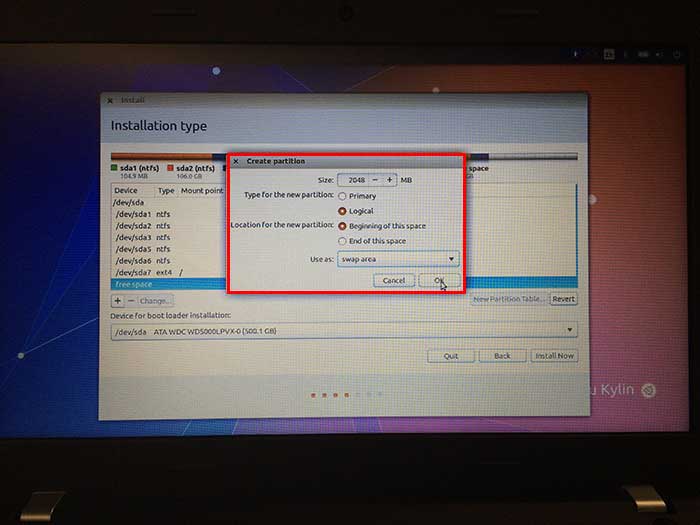 Install
Installation type
Create partition
sda1 (ntfs) sda2 (ntfs) space
104.9 MB 106.0 GB
Size: 2048 − + MB
Type for the new partition: Primary
Logical
Location for the new partition: Beginning of this space
End of this space
Use as: swap area
Cancel OK
Device Type Mount point
/dev/sda
/dev/sda1 ntfs
/dev/sda2 ntfs
/dev/sda3 ntfs
/dev/sda5 ntfs
/dev/sda6 ntfs
/dev/sda7 ext4 /
free space
+ − Change... New Partition Table... Revert
Device for boot loader installation:
/dev/sda ATA WDC WD5000LPVX-0 (500.1 GB)
Quit Back Install Now
u Kylin